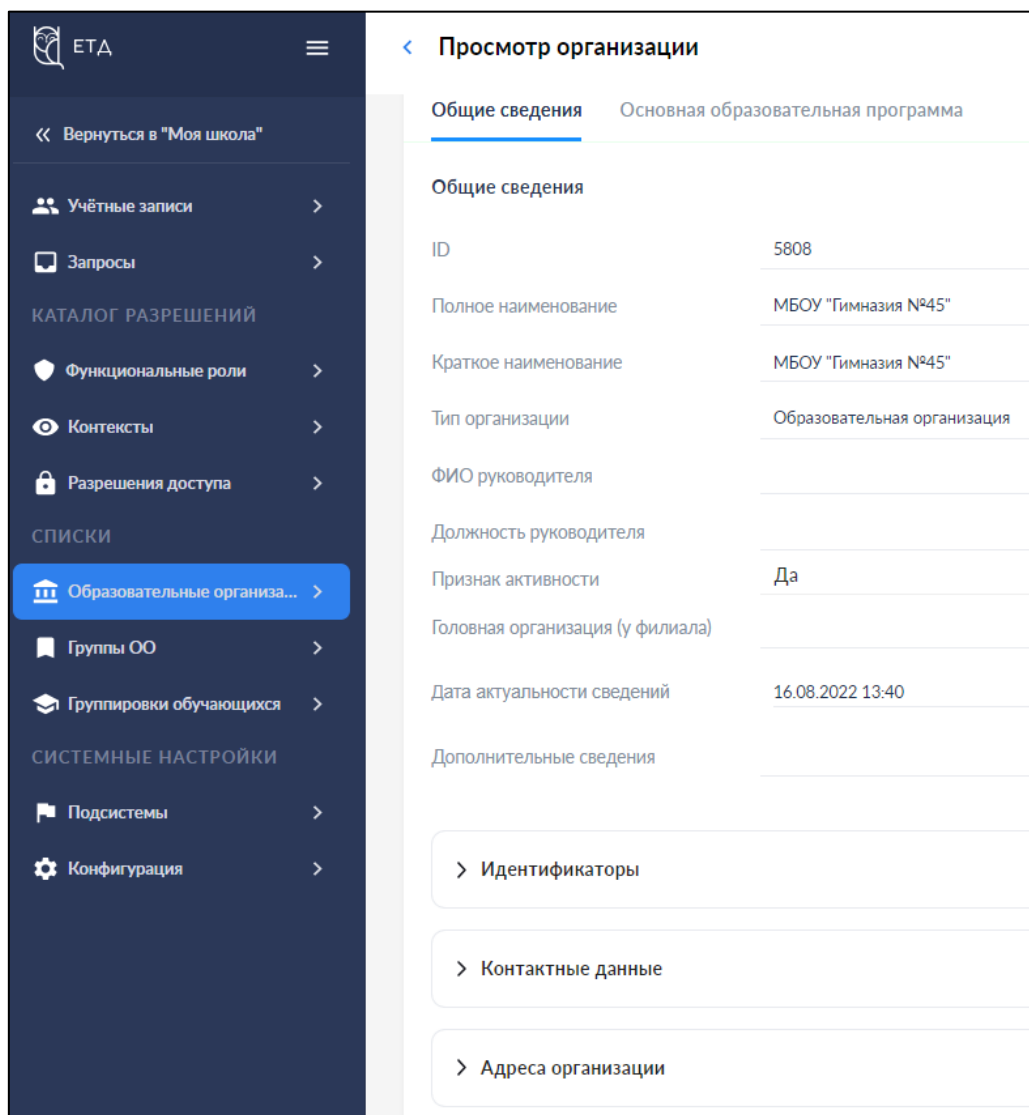 ЕТД
Вернуться в "Моя школа"
Учётные записи
Запросы
КАТАЛОГ РАЗРЕШЕНИЙ
Функциональные роли
Контексты
Разрешения доступа
СПИСКИ
Образовательные организа...
Группы ОО
Группировки обучающихся
СИСТЕМНЫЕ НАСТРОЙКИ
Подсистемы
Конфигурация
Просмотр организации
Общие сведения Основная образовательная программа
Общие сведения
ID 5808
Полное наименование МБОУ "Гимназия №45"
Краткое наименование МБОУ "Гимназия №45"
Тип организации Образовательная организация
ФИО руководителя
Должность руководителя
Признак активности Да
Головная организация (у филиала)
Дата актуальности сведений 16.08.2022 13:40
Дополнительные сведения
Идентификаторы
Контактные данные
Адреса организации